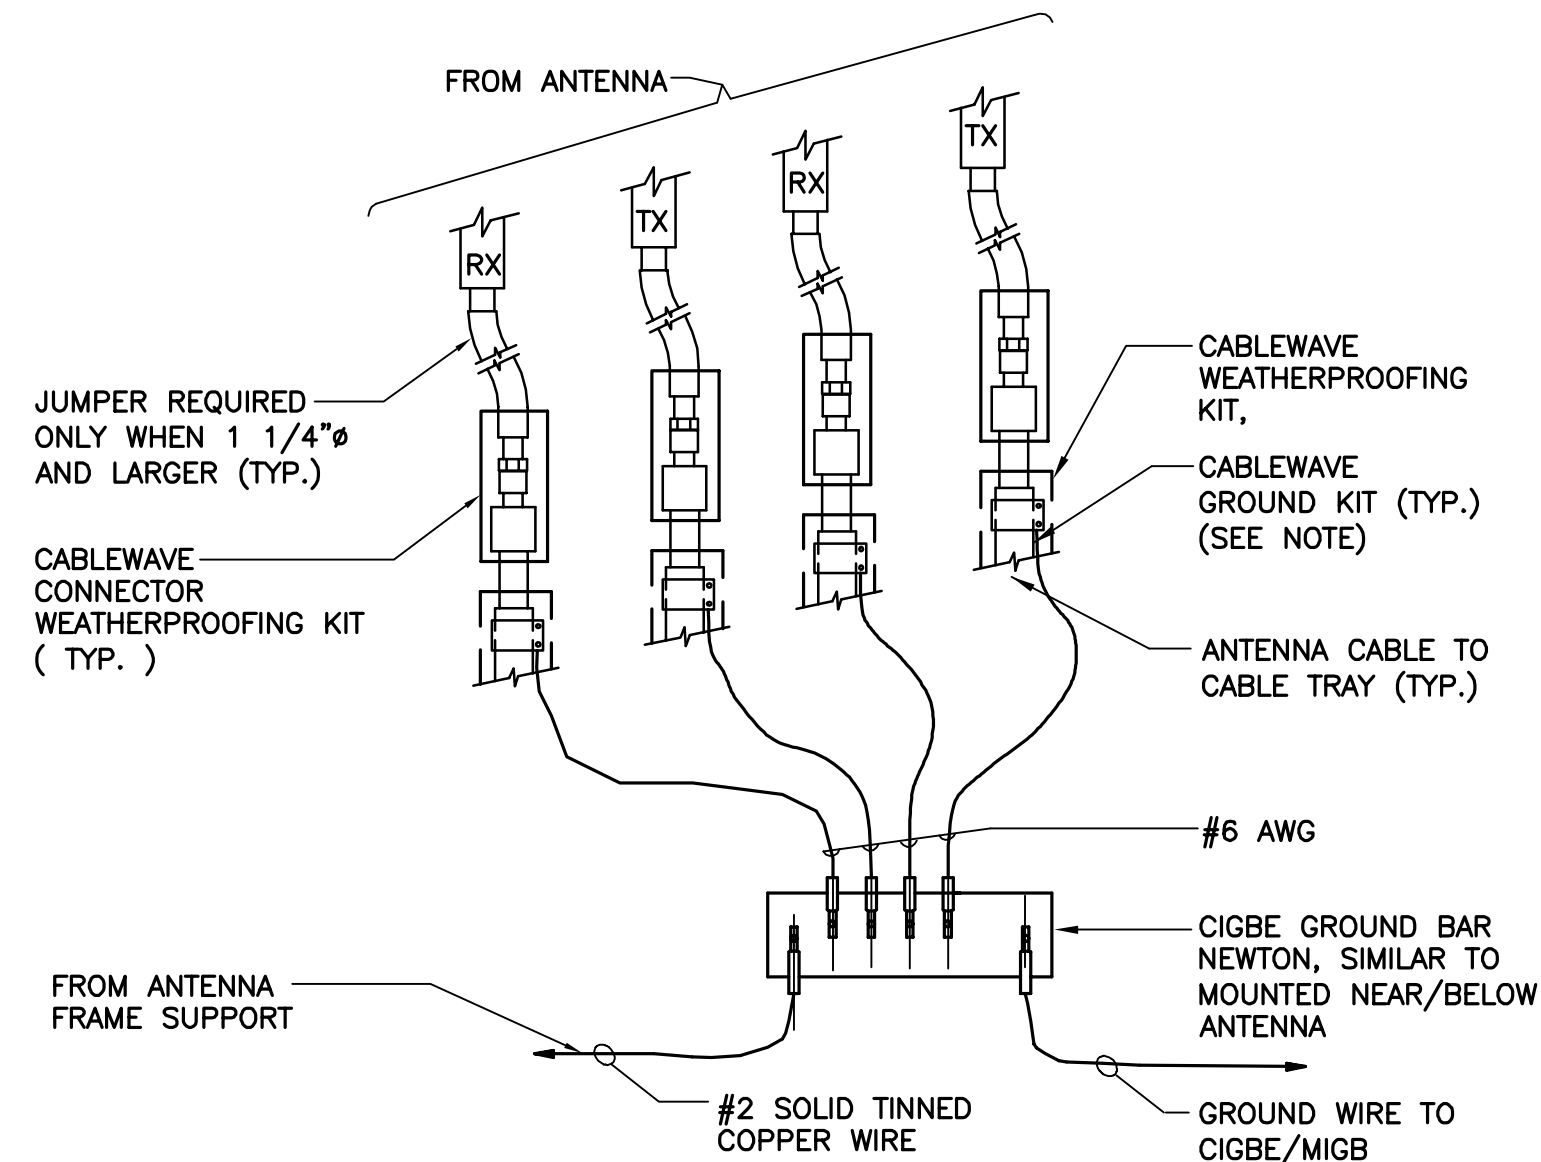 FROM ANTENNA
TX
RX
TX
RX
JUMPER REQUIRED
ONLY WHEN 1 1/4"ø
AND LARGER (TYP.)
CABLEWAVE
CONNECTOR
WEATHERPROOFING KIT
( TYP. )
CABLEWAVE
WEATHERPROOFING
KIT,
CABLEWAVE
GROUND KIT (TYP.)
(SEE NOTE)
ANTENNA CABLE TO
CABLE TRAY (TYP.)
#6 AWG
CIGBE GROUND BAR
NEWTON, SIMILAR TO
MOUNTED NEAR/BELOW
ANTENNA
FROM ANTENNA
FRAME SUPPORT
#2 SOLID TINNED
COPPER WIRE
GROUND WIRE TO
CIGBE/MIGB